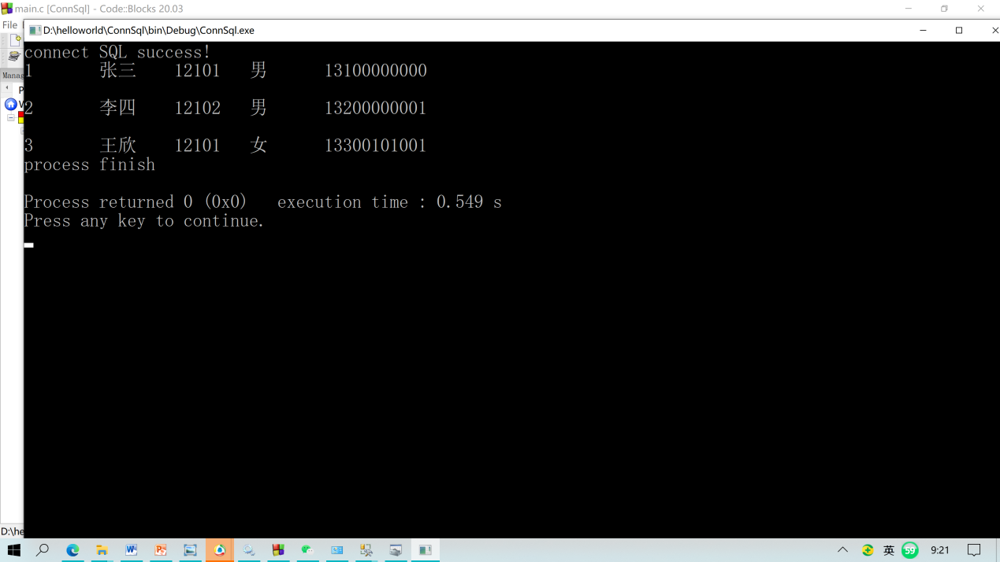 main.c [ConnSql] - Code::Blocks 20.03
File
D:\helloworld\ConnSql\bin\Debug\ConnSql.exe
connect SQL success!
1 张三 12101 男 13100000000
2 李四 12102 男 13200000001
3 王欣 12101 女 13300101001
process finish
Process returned 0 (0x0) execution time : 0.549 s
Press any key to continue.
Manag
P
W
D:\he
英 59 9:21